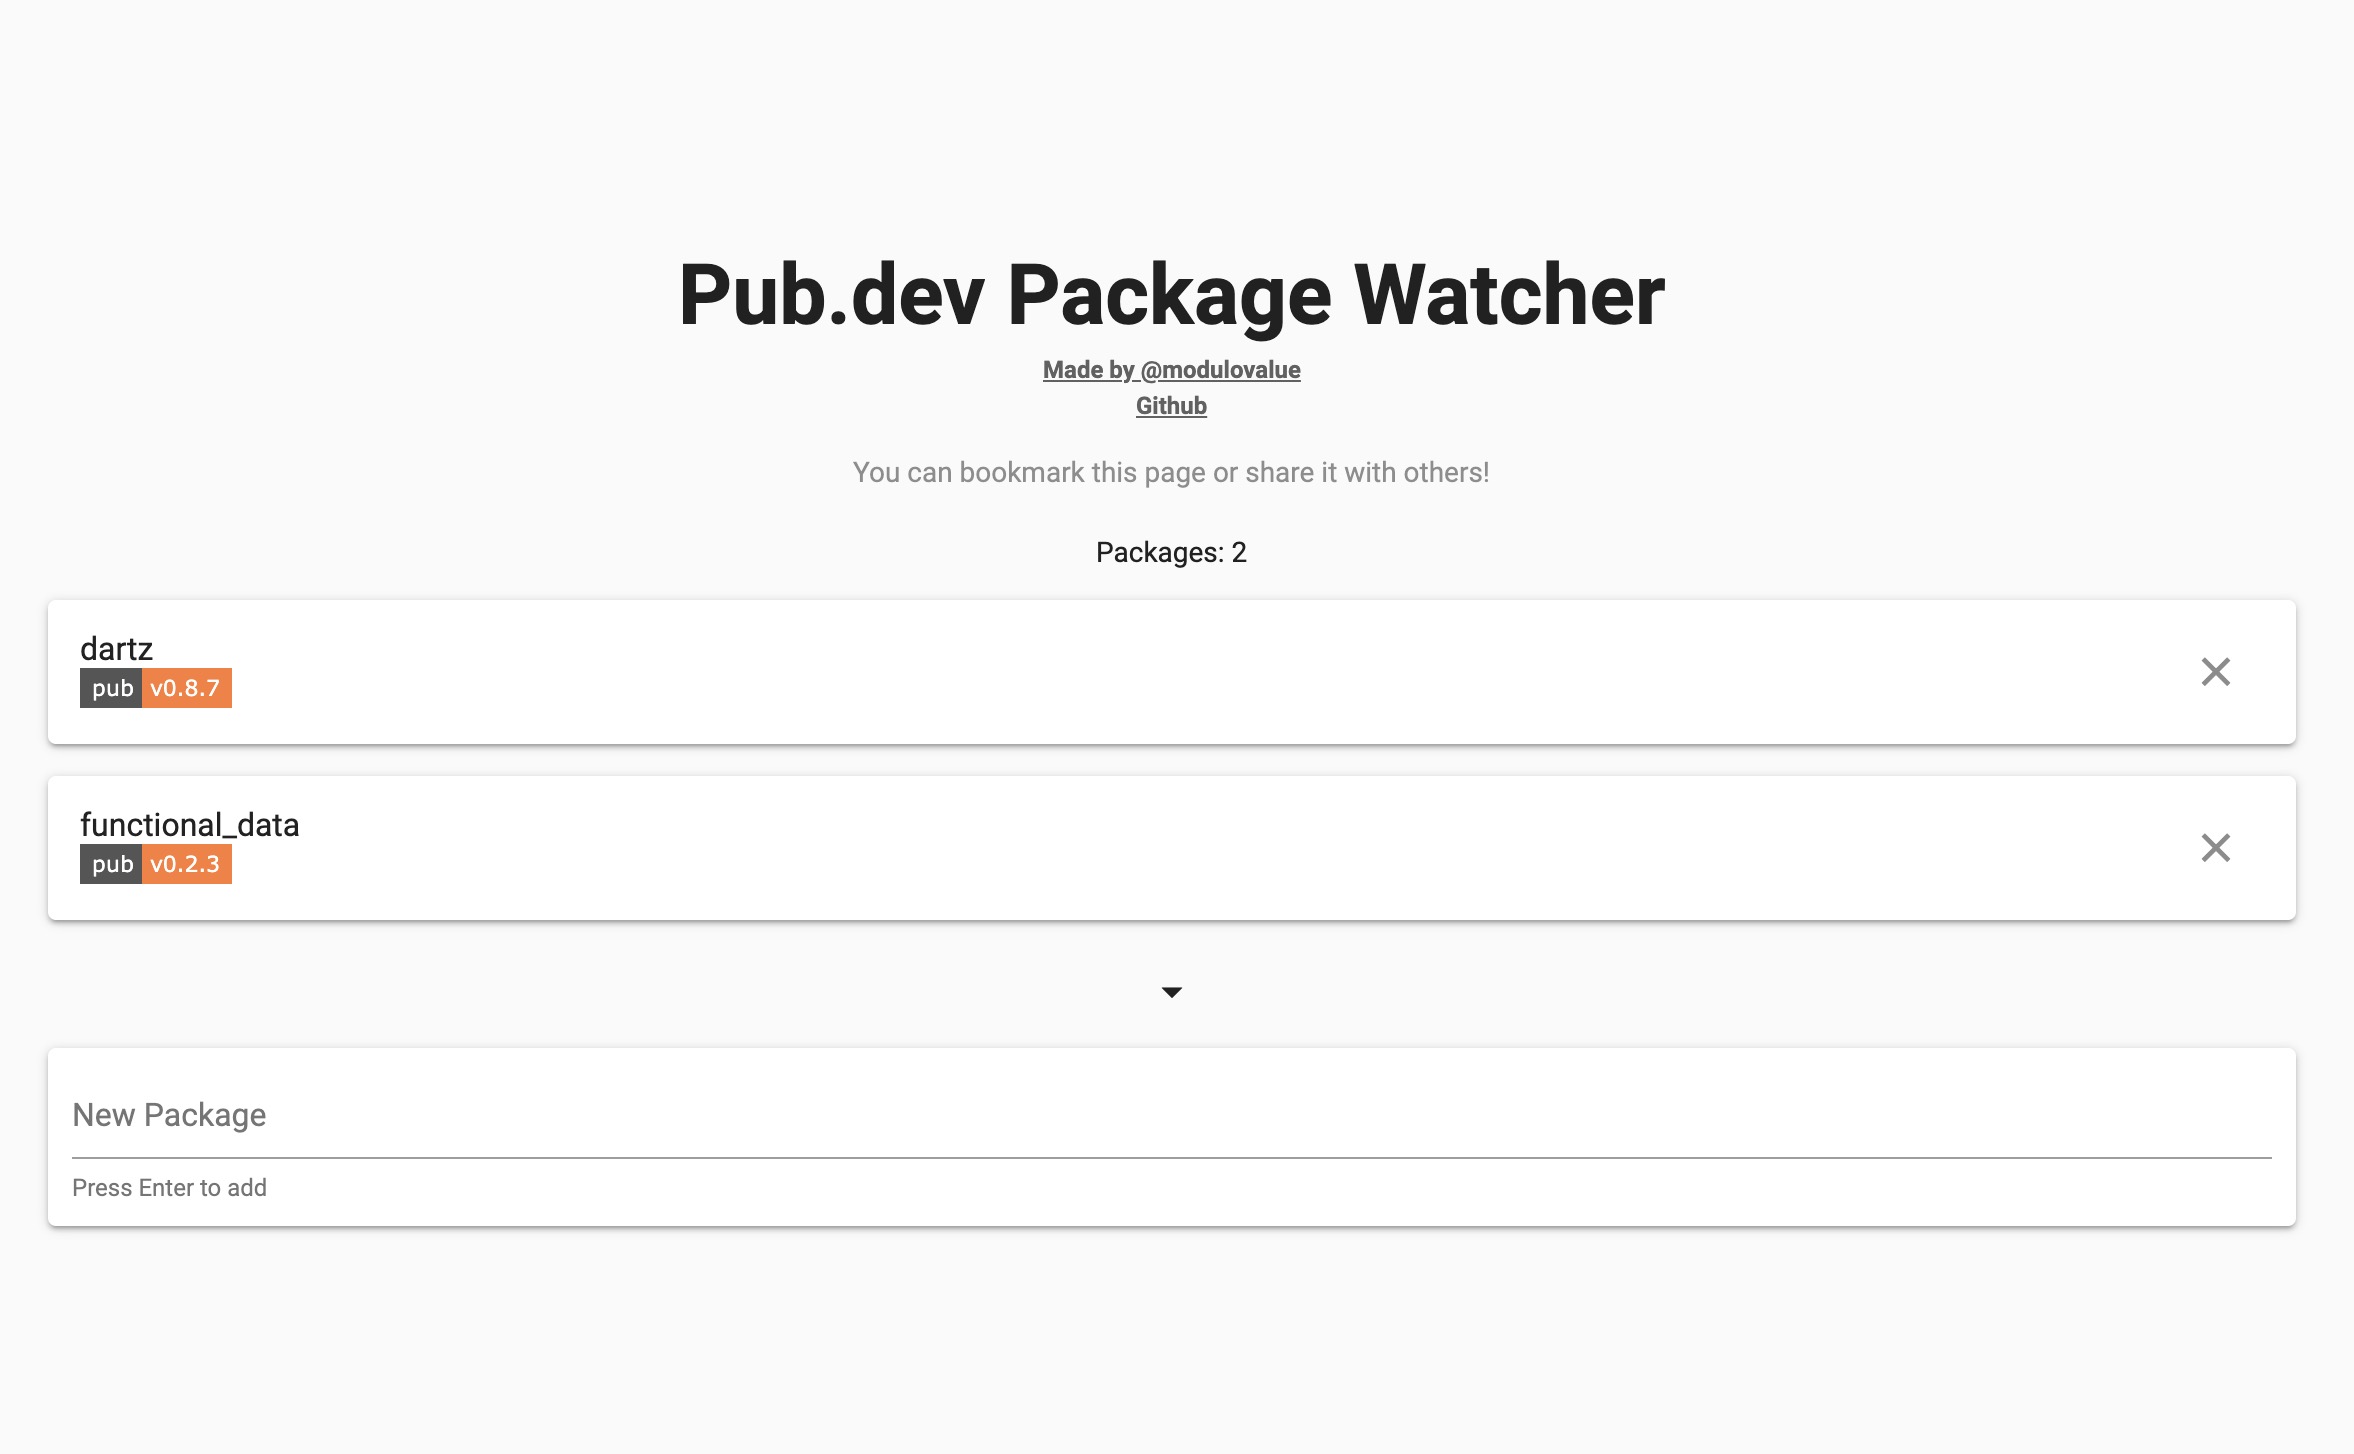 Pub.dev Package Watcher
Made by @modulovalue
Github
You can bookmark this page or share it with others!
Packages: 2
dartz
pub v0.8.7
functional_data
pub v0.2.3
New Package
Press Enter to add